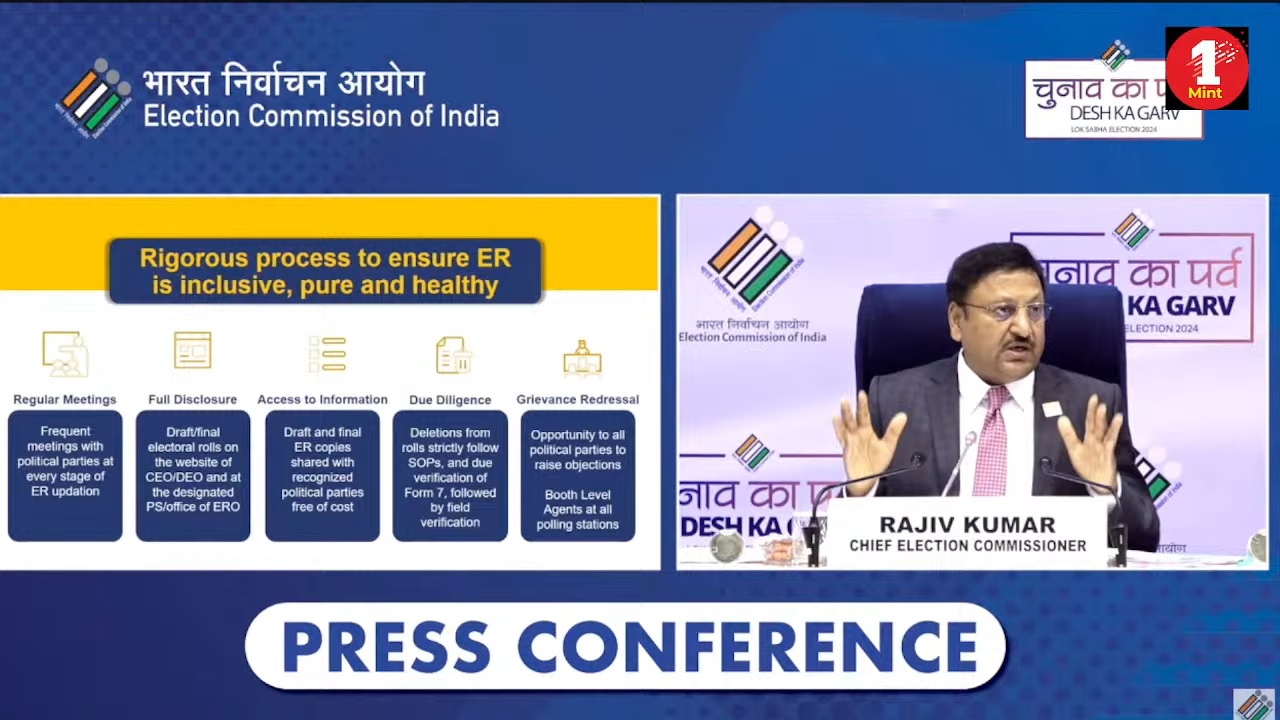 भारत निर्वाचन आयोग
Election Commission of India
चुनाव का
DESH KA GARV
LOK SABHA ELECTION 2024
1
Mint
Rigorous process to ensure ER
is inclusive, pure and healthy
Regular Meetings
Frequent
meetings with
political parties at
every stage of
ER updation
Full Disclosure
Draft/final
electoral rolls on
the website of
CEO/DEO and at
the designated
PS/office of ERO
Access to Information
Draft and final
ER copies
shared with
recognized
political parties
free of cost
Due Diligence
Deletions from
rolls strictly follow
SOPs, and due
verification of
Form 7, followed
by field
verification
Grievance Redressal
Opportunity to all
political parties to
raise objections
Booth Level
Agents at all
polling stations
भारत निर्वाचन आयोग
Election Commission of India
का पर्व
KA GARV
ELECTION 2024
का
DESH KA
RAJIV KUMAR
CHIEF ELECTION COMMISSIONER
PRESS CONFERENCE